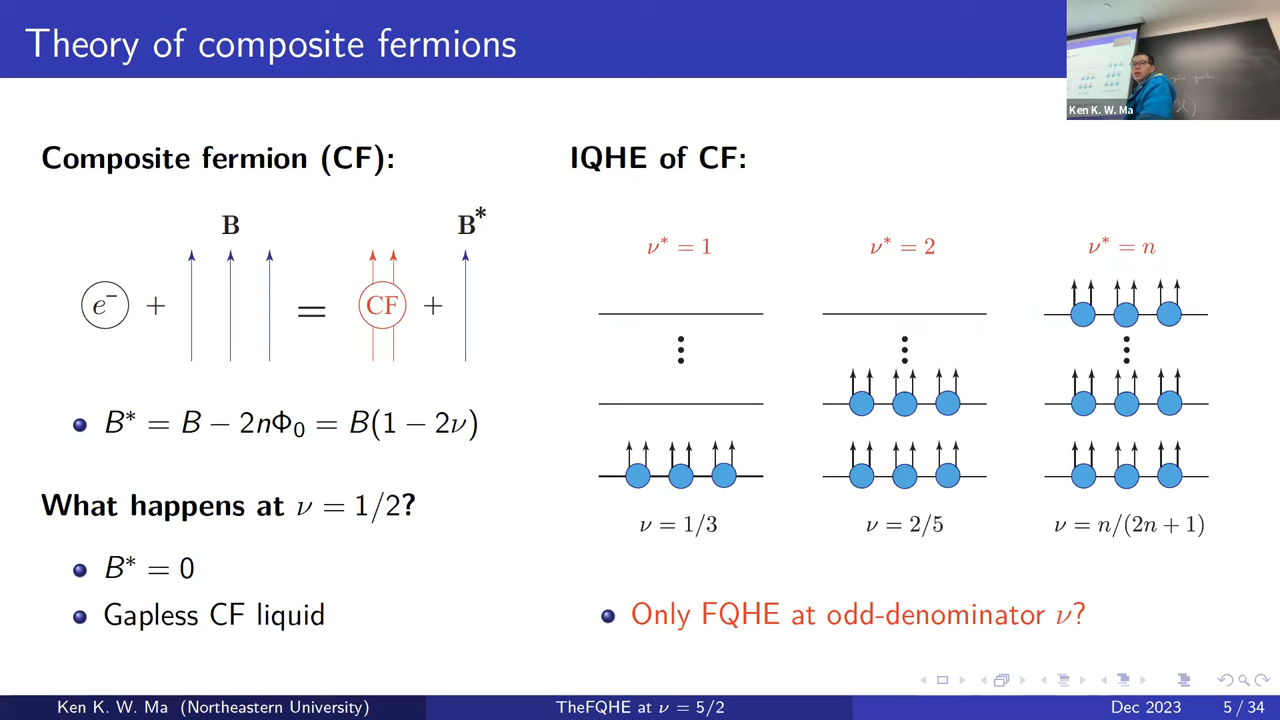 Theory of composite fermions
Ken K. W. Ma
Composite fermion (CF):
B
B*
e⁻ + = CF +
B* = B − 2nΦ₀ = B(1 − 2ν)
What happens at ν = 1/2?
B* = 0
Gapless CF liquid
IQHE of CF:
ν* = 1 ν* = 2 ν* = n
ν = 1/3 ν = 2/5 ν = n/(2n + 1)
Only FQHE at odd-denominator ν?
Ken K. W. Ma (Northeastern University) TheFQHE at ν = 5/2 Dec 2023 5 / 34